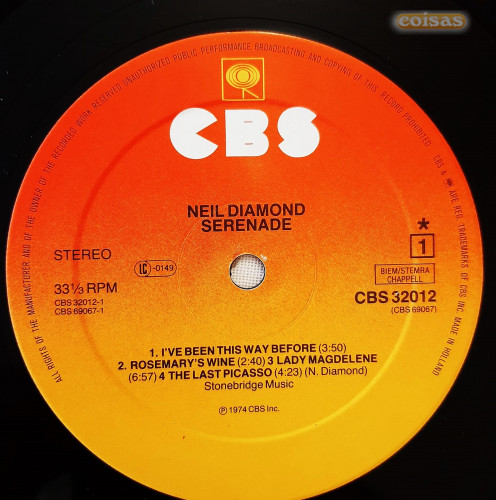 coisas
ALL RIGHTS OF THE MANUFACTURER AND OF THE OWNER OF THE RECORDED WORK RESERVED UNAUTHORIZED PUBLIC PERFORMANCE BROADCASTING AND COPYING OF THIS RECORD PROHIBITED. CBS & ARE REG. TRADEMARKS OF CBS INC. MADE IN HOLLAND
CBS
NEIL DIAMOND
SERENADE
*
STEREO
LC -0149
1
33⅓ RPM
BIEM/STEMRA
CHAPPELL
CBS 32012-1
CBS 69067-1
CBS 32012
(CBS 69067)
1. I'VE BEEN THIS WAY BEFORE (3:50)
2. ROSEMARY'S WINE (2:40) 3 LADY MAGDELENE
(6:57) 4 THE LAST PICASSO (4:23) (N. Diamond)
Stonebridge Music
Ⓟ 1974 CBS Inc.